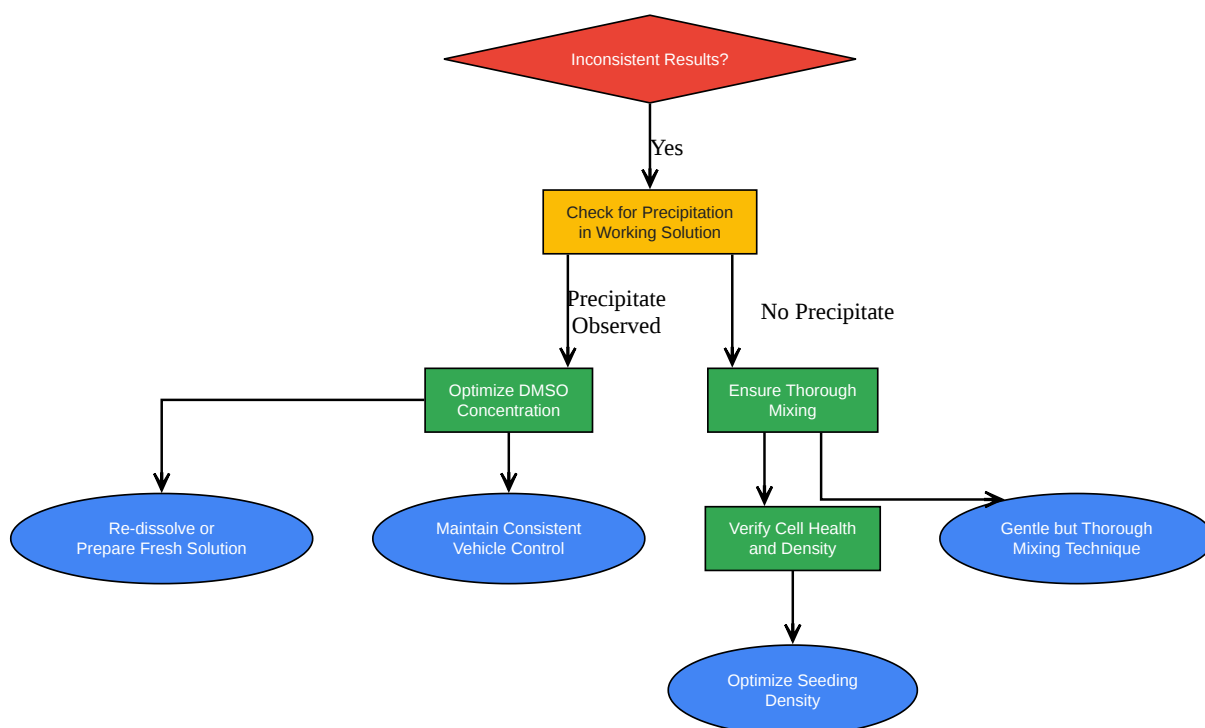 Inconsistent Results?
Yes
Check for Precipitation
in Working Solution
Precipitate
Observed
No Precipitate
Optimize DMSO
Concentration
Ensure Thorough
Mixing
Re-dissolve or
Prepare Fresh Solution
Maintain Consistent
Vehicle Control
Verify Cell Health
and Density
Gentle but Thorough
Mixing Technique
Optimize Seeding
Density